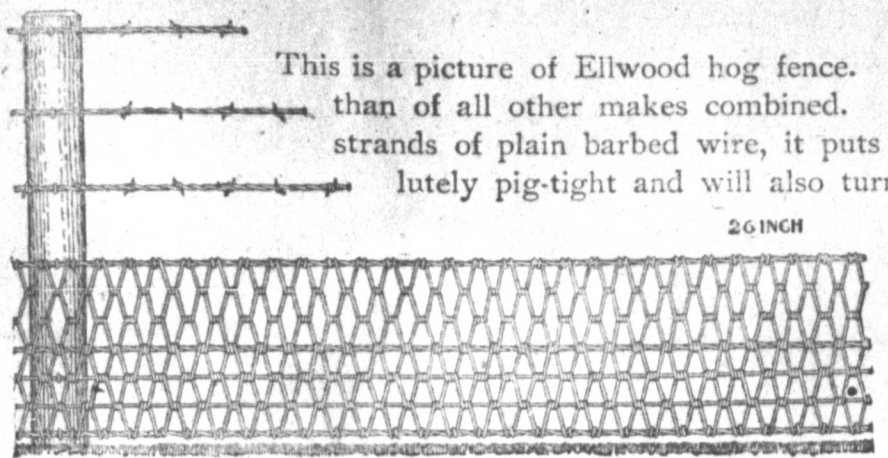 This is a picture of Ellwood hog fence.
than of all other makes combined.
strands of plain barbed wire, it puts
lutely pig-tight and will also turn
26 INCH